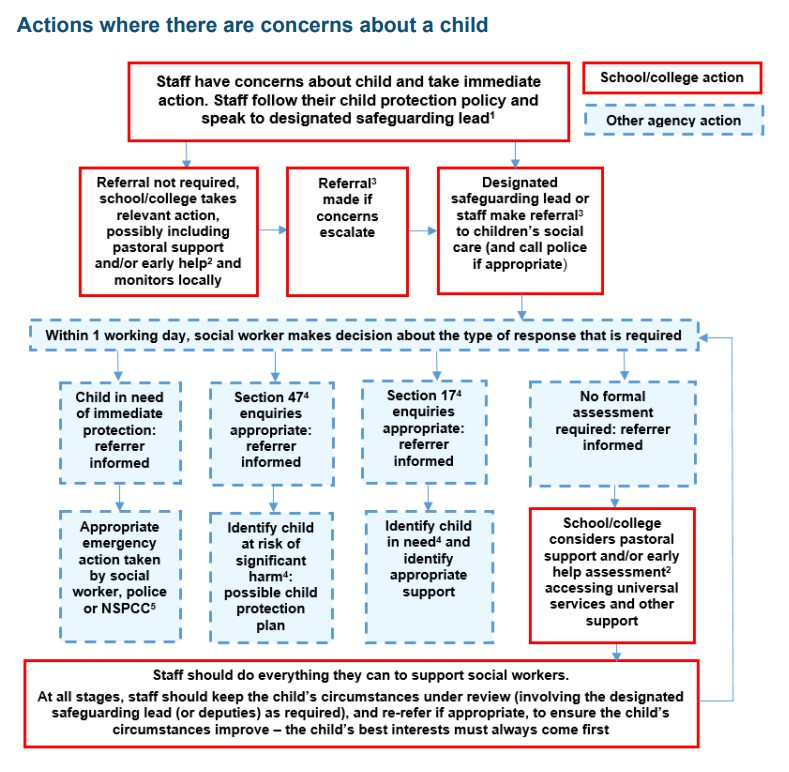 Actions where there are concerns about a child
Staff have concerns about child and take immediate
action. Staff follow their child protection policy and
speak to designated safeguarding lead¹
School/college action
Other agency action
Referral not required,
school/college takes
relevant action,
possibly including
pastoral support
and/or early help² and
monitors locally
Referral³
made if
concerns
escalate
Designated
safeguarding lead or
staff make referral³
to children’s social
care (and call police
if appropriate)
Within 1 working day, social worker makes decision about the type of response that is required
Child in need
of immediate
protection:
referrer
informed
Section 47⁴
enquiries
appropriate:
referrer
informed
Section 17⁴
enquiries
appropriate:
referrer
informed
No formal
assessment
required: referrer
informed
Appropriate
emergency
action taken
by social
worker, police
or NSPCC⁵
Identify child
at risk of
significant
harm⁴:
possible child
protection
plan
Identify child
in need⁴ and
identify
appropriate
support
School/college
considers pastoral
support and/or early
help assessment²
accessing universal
services and other
support
Staff should do everything they can to support social workers.
At all stages, staff should keep the child’s circumstances under review (involving the designated
safeguarding lead (or deputies) as required), and re-refer if appropriate, to ensure the child’s
circumstances improve – the child’s best interests must always come first